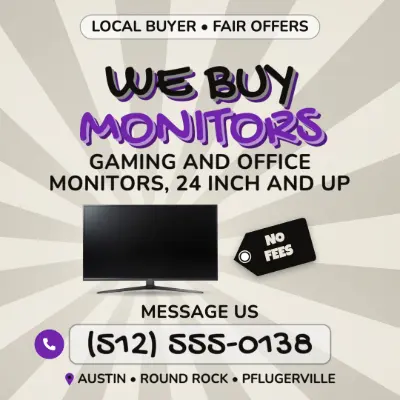 LOCAL BUYER • FAIR OFFERS
WE BUY
MONITORS
GAMING AND OFFICE
MONITORS, 24 INCH AND UP
NO
FEES
MESSAGE US
(512) 555-0138
AUSTIN • ROUND ROCK • PFLUGERVILLE